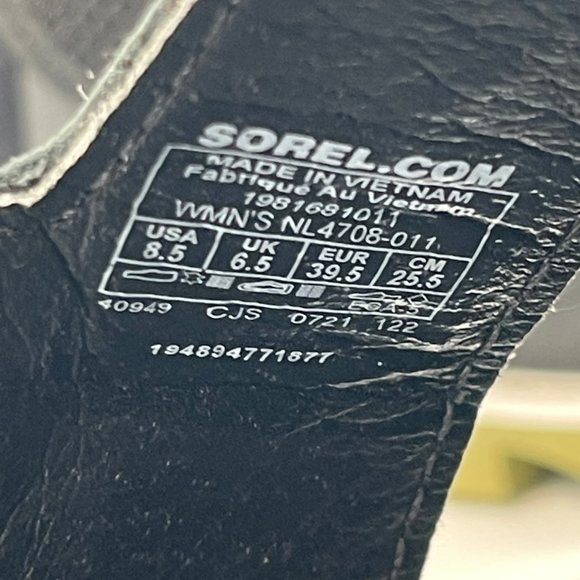 SOREL.COM
MADE IN VIETNAM
Fabriqué Au Vietnam
1981681011
WMN'S NL4708-011
USA UK EUR CM
8.5 6.5 39.5 25.5
40949 CJS 0721 122
194894771877